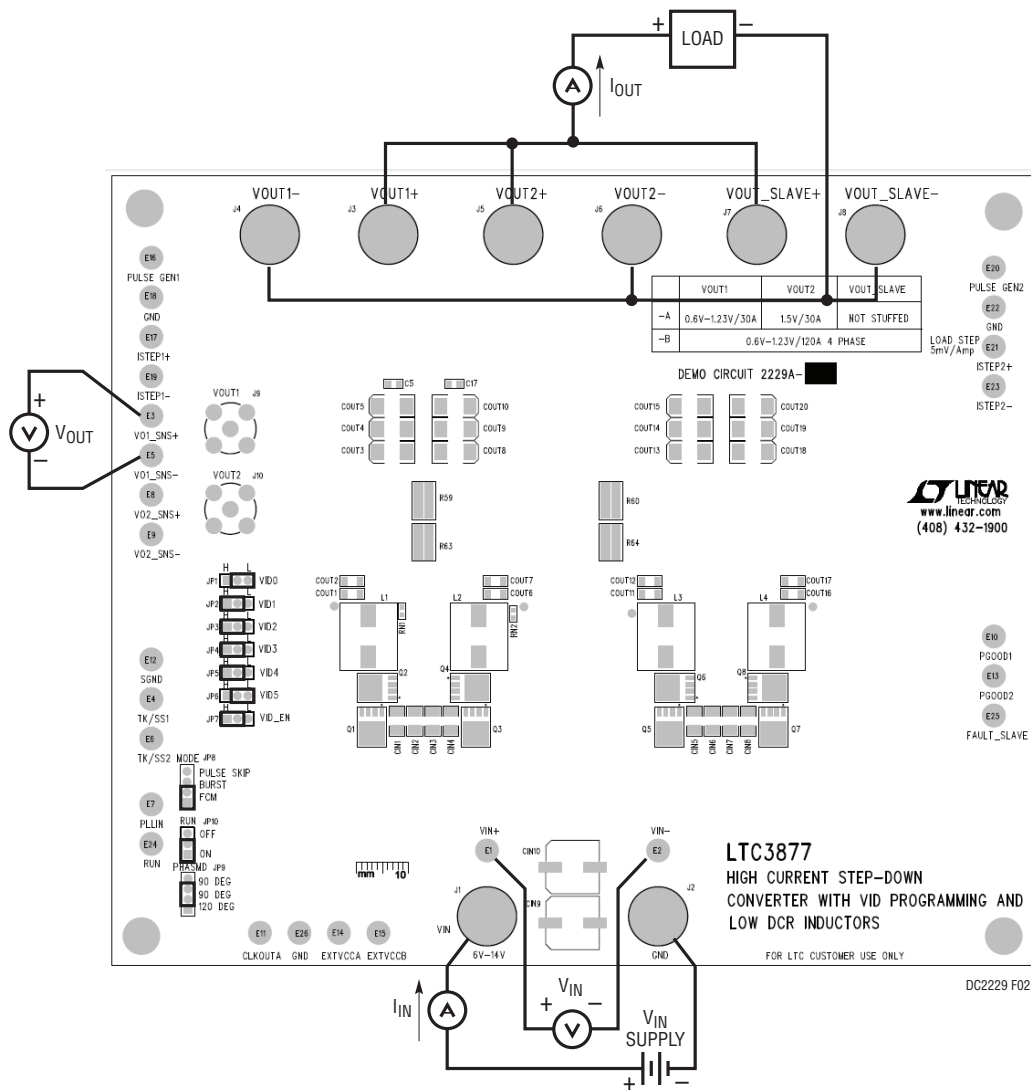 + LOAD −
A IOUT
VOUT1- VOUT1+ VOUT2+ VOUT2- VOUT_SLAVE+ VOUT_SLAVE-
J4 J3 J5 J6 J7 J8
E16
PULSE GEN1
E18
GND
E17
ISTEP1+
E19
ISTEP1-
E3
VO1_SNS+
E5
VO1_SNS-
E8
VO2_SNS+
E9
VO2_SNS-
+
V VOUT
−
E20
PULSE GEN2
E22
GND
LOAD STEP
5mV/Amp
E21
ISTEP2+
E23
ISTEP2-
VOUT1 VOUT2 VOUT_SLAVE
-A 0.6V-1.23V/30A 1.5V/30A NOT STUFFED
-B 0.6V-1.23V/120A 4 PHASE
DEMO CIRCUIT 2229A-
VOUT1 J9
VOUT2 J10
C5 C17
COUT5 COUT10 COUT15 COUT20
COUT4 COUT9 COUT14 COUT19
COUT3 COUT8 COUT13 COUT18
R59 R60
R63 R64
LINEAR
TECHNOLOGY
www.linear.com
(408) 432-1900
H L
JP1 VID0
H L
JP2 VID1
H L
JP3 VID2
H L
JP4 VID3
H L
JP5 VID4
H L
JP6 VID5
H L
JP7 VID_EN
COUT2 COUT7 COUT12 COUT17
COUT1 COUT6 COUT11 COUT16
L1 L2 L3 L4
RN1 RN2
Q2 Q4 Q6 Q8
Q1 Q3 Q5 Q7
CIN1 CIN2 CIN3 CIN4 CIN5 CIN6 CIN7 CIN8
E12
SGND
E4
TK/SS1
E6
TK/SS2
E7
PLLIN
E24
RUN
MODE JP8
PULSE SKIP
BURST
FCM
RUN JP10
OFF
ON
PHASMD JP9
90 DEG
90 DEG
120 DEG
E10
PGOOD1
E13
PGOOD2
E25
FAULT_SLAVE
mm 10
VIN+ VIN-
E1 E2
CIN10
CIN9
J1 J2
VIN
6V-14V GND
E11 E26 E14 E15
CLKOUTA GND EXTVCCA EXTVCCB
LTC3877
HIGH CURRENT STEP-DOWN
CONVERTER WITH VID PROGRAMMING AND
LOW DCR INDUCTORS
FOR LTC CUSTOMER USE ONLY
DC2229 F02
IIN A
VIN
+ V −
VIN
SUPPLY
+ −